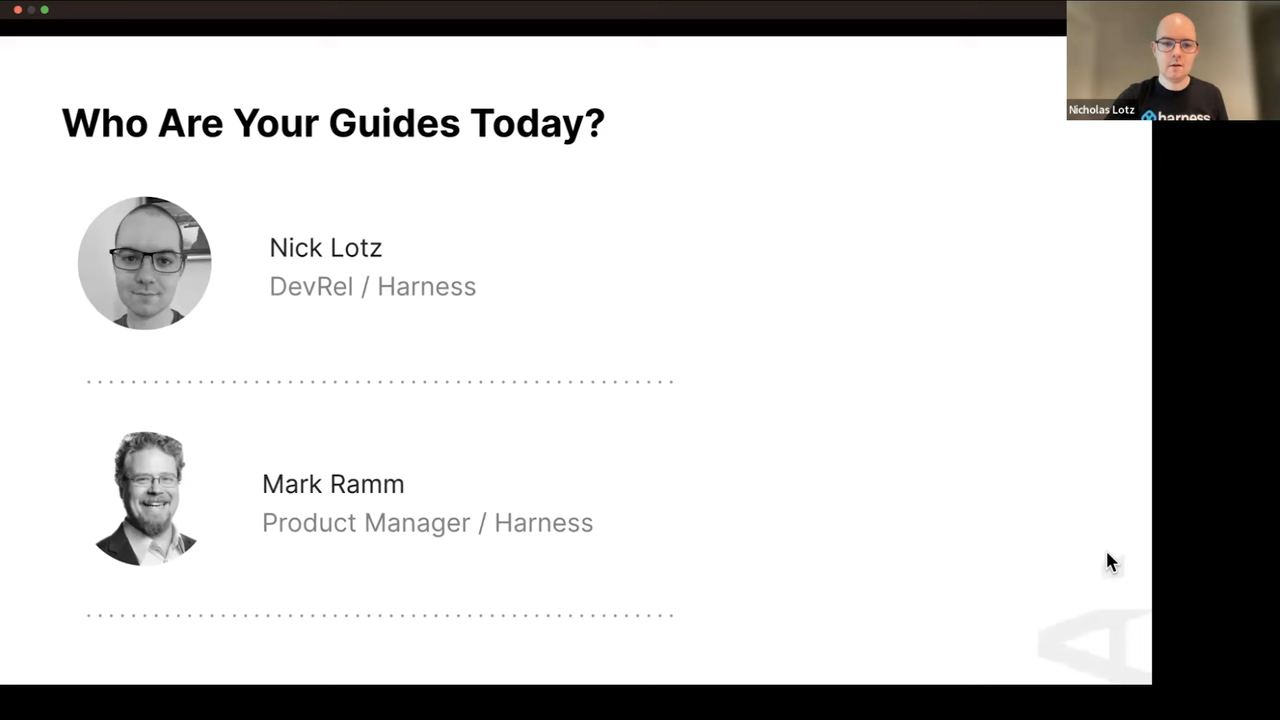 Who Are Your Guides Today?
Nick Lotz
DevRel / Harness
Mark Ramm
Product Manager / Harness
Nicholas Lotz
harness